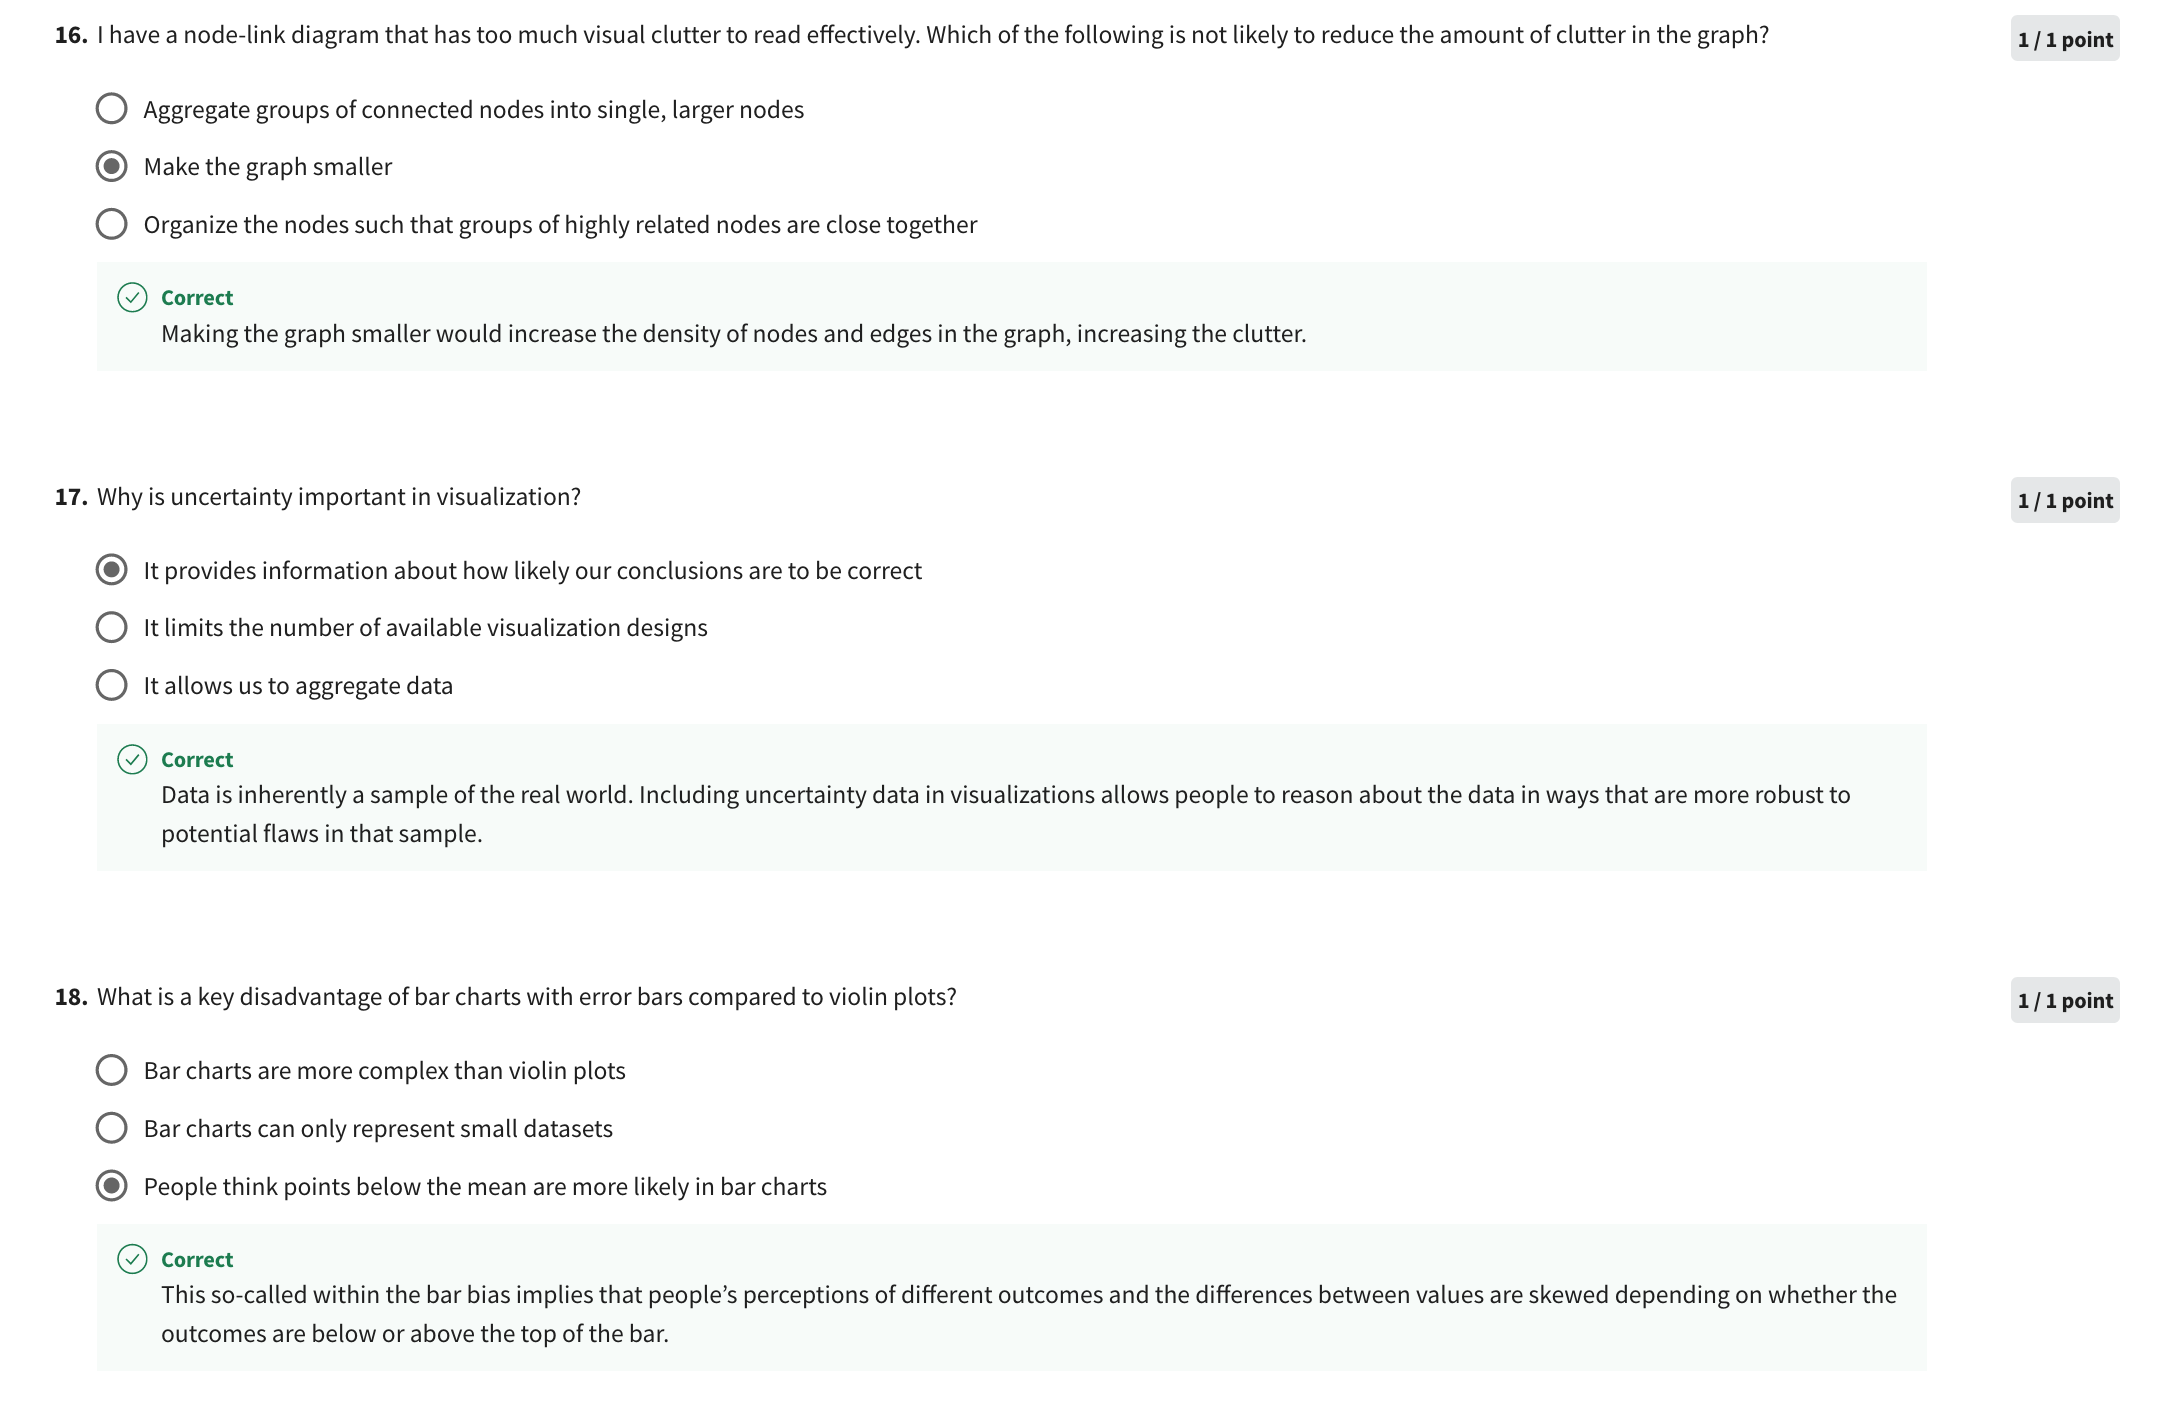 16. I have a node-link diagram that has too much visual clutter to read effectively. Which of the following is not likely to reduce the amount of clutter in the graph?
1 / 1 point
Aggregate groups of connected nodes into single, larger nodes
Make the graph smaller
Organize the nodes such that groups of highly related nodes are close together
Correct
Making the graph smaller would increase the density of nodes and edges in the graph, increasing the clutter.
17. Why is uncertainty important in visualization?
1 / 1 point
It provides information about how likely our conclusions are to be correct
It limits the number of available visualization designs
It allows us to aggregate data
Correct
Data is inherently a sample of the real world. Including uncertainty data in visualizations allows people to reason about the data in ways that are more robust to
potential flaws in that sample.
18. What is a key disadvantage of bar charts with error bars compared to violin plots?
1 / 1 point
Bar charts are more complex than violin plots
Bar charts can only represent small datasets
People think points below the mean are more likely in bar charts
Correct
This so-called within the bar bias implies that people’s perceptions of different outcomes and the differences between values are skewed depending on whether the
outcomes are below or above the top of the bar.